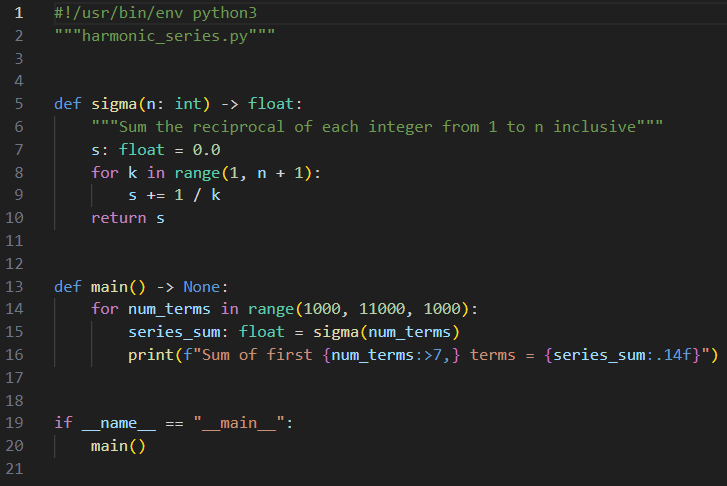 1 #!/usr/bin/env python3
2 """harmonic_series.py"""
3
4
5 def sigma(n: int) -> float:
6     """Sum the reciprocal of each integer from 1 to n inclusive"""
7     s: float = 0.0
8     for k in range(1, n + 1):
9         s += 1 / k
10     return s
11
12
13 def main() -> None:
14     for num_terms in range(1000, 11000, 1000):
15         series_sum: float = sigma(num_terms)
16         print(f"Sum of first {num_terms:>7,} terms = {series_sum:.14f}")
17
18
19 if __name__ == "__main__":
20     main()
21